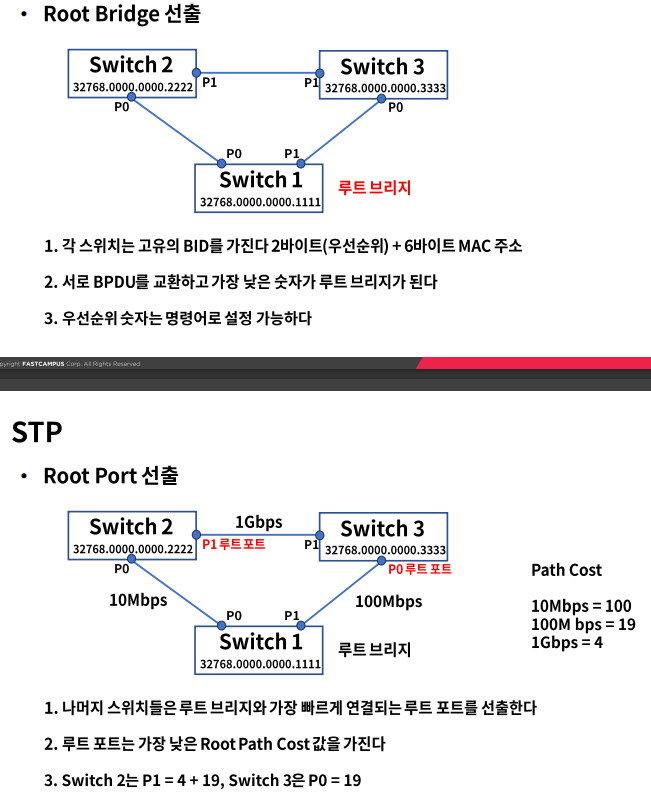 • Root Bridge 선출
Switch 2
32768.0000.0000.2222
Switch 3
32768.0000.0000.3333
P1
P1
P0
P0
P0
P1
Switch 1
32768.0000.0000.1111
루트 브리지
1. 각 스위치는 고유의 BID를 가진다 2바이트(우선순위) + 6바이트 MAC 주소
2. 서로 BPDU를 교환하고 가장 낮은 숫자가 루트 브리지가 된다
3. 우선순위 숫자는 명령어로 설정 가능하다
pyright FASTCAMPUS Corp. All Rights Reserved
STP
• Root Port 선출
Switch 2
32768.0000.0000.2222
1Gbps
Switch 3
32768.0000.0000.3333
P1 루트 포트
P1
P0
P0 루트 포트
10Mbps
100Mbps
P0
P1
Switch 1
32768.0000.0000.1111
루트 브리지
Path Cost
10Mbps = 100
100M bps = 19
1Gbps = 4
1. 나머지 스위치들은 루트 브리지와 가장 빠르게 연결되는 루트 포트를 선출한다
2. 루트 포트는 가장 낮은 Root Path Cost 값을 가진다
3. Switch 2는 P1 = 4 + 19, Switch 3은 P0 = 19